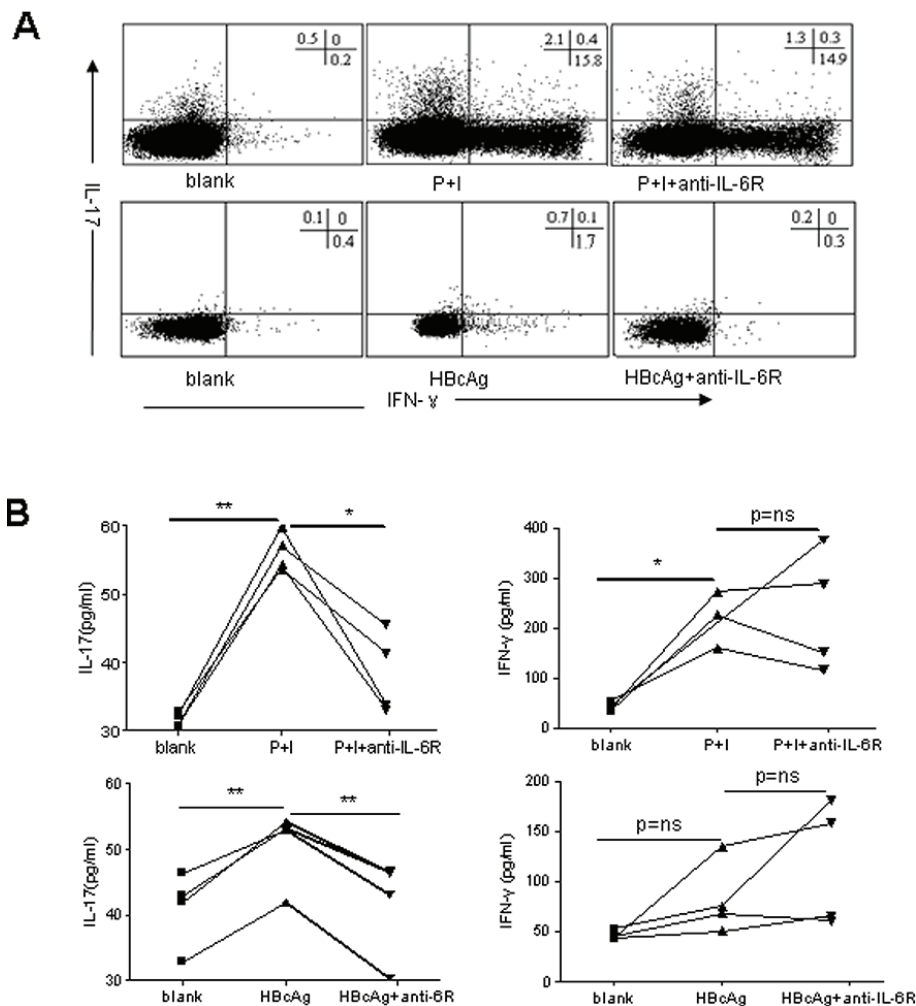 A
0.5 0
0.2
2.1 0.4
15.8
1.3 0.3
14.9
blank P+I P+I+anti-IL-6R
IL-17
0.1 0
0.4
0.7 0.1
1.7
0.2 0
0.3
blank HBcAg HBcAg+anti-IL-6R
IFN-γ
B
** *
60
50
40
30
IL-17(pg/ml)
blank P+I P+I+anti-IL-6R
* p=ns
400
300
200
100
0
IFN-γ (pg/ml)
blank P+I P+I+anti-IL-6R
** **
60
50
40
30
IL-17(pg/ml)
blank HBcAg HBcAg+anti-6R
p=ns p=ns
200
150
100
50
0
IFN-γ (pg/ml)
blank HBcAg HBcAg+anti-IL-6R